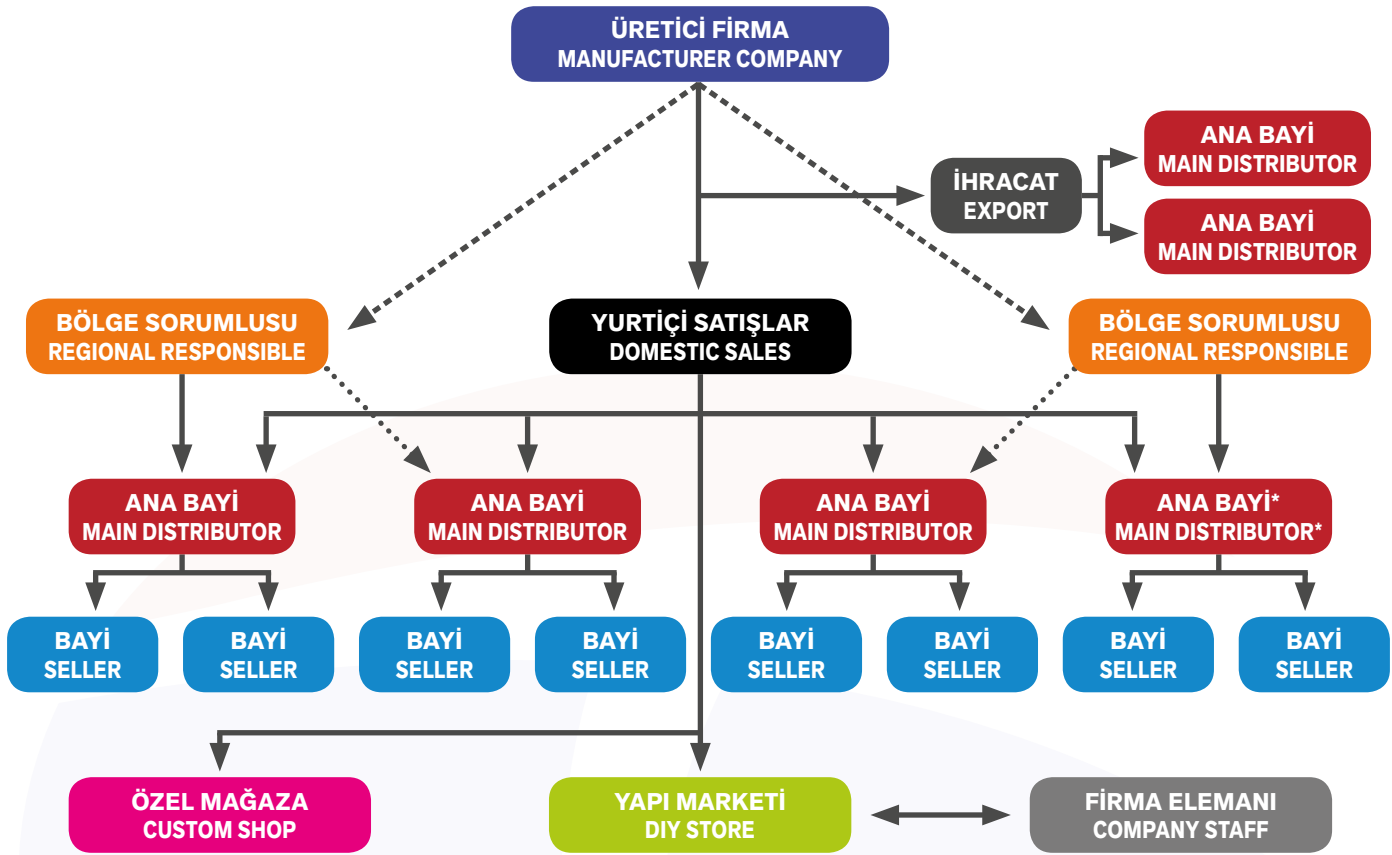 ÜRETİCİ FİRMA
MANUFACTURER COMPANY
ANA BAYİ
MAIN DISTRIBUTOR
İHRACAT
EXPORT
ANA BAYİ
MAIN DISTRIBUTOR
BÖLGE SORUMLUSU
REGIONAL RESPONSIBLE
YURTİÇİ SATIŞLAR
DOMESTIC SALES
BÖLGE SORUMLUSU
REGIONAL RESPONSIBLE
ANA BAYİ
MAIN DISTRIBUTOR
ANA BAYİ
MAIN DISTRIBUTOR
ANA BAYİ
MAIN DISTRIBUTOR
ANA BAYİ*
MAIN DISTRIBUTOR*
BAYİ
SELLER
BAYİ
SELLER
BAYİ
SELLER
BAYİ
SELLER
BAYİ
SELLER
BAYİ
SELLER
BAYİ
SELLER
BAYİ
SELLER
ÖZEL MAĞAZA
CUSTOM SHOP
YAPI MARKETİ
DIY STORE
FİRMA ELEMANI
COMPANY STAFF